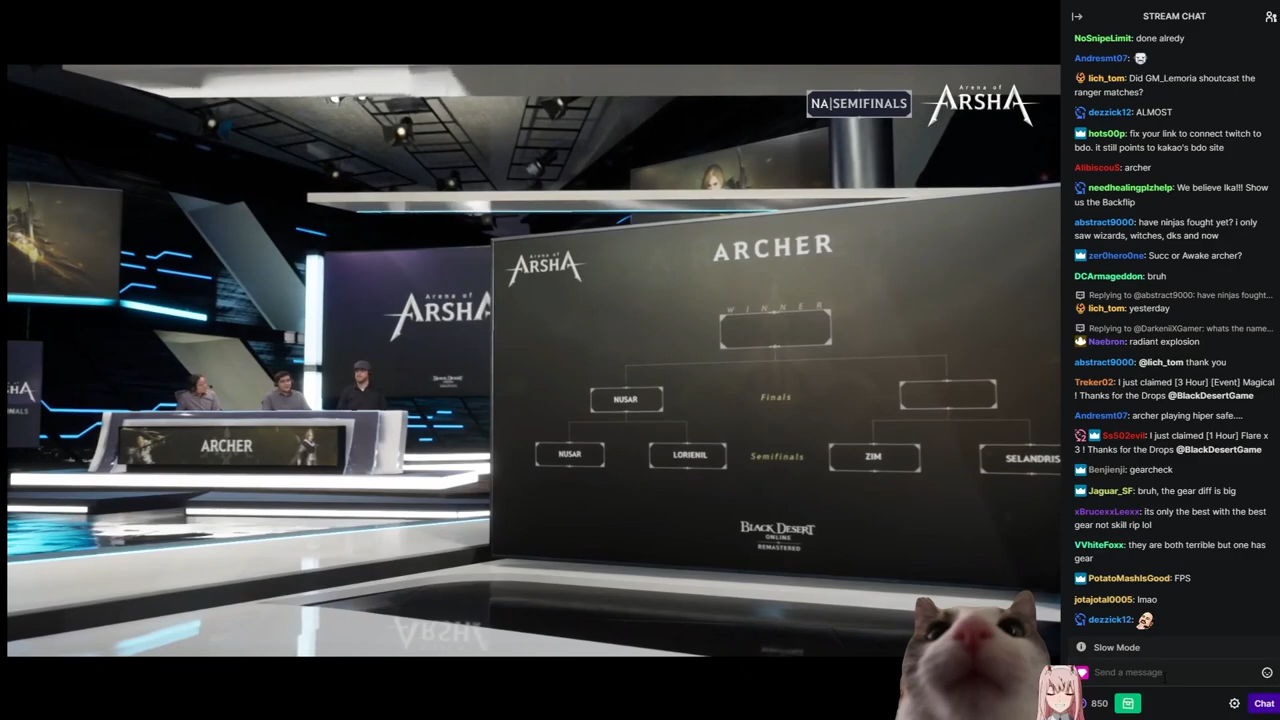 STREAM CHAT
NoSnipeLimit: done alredy
Andresmt07:
lich_tom: Did GM_Lemoria shoutcast the
ranger matches?
dezzick12: ALMOST
hots00p: fix your link to connect twitch to
bdo. it still points to kakao's bdo site
AlibiscouS: archer
needhealingplzhelp: We believe Ika!!! Show
us the Backflip
abstract9000: have ninjas fought yet? i only
saw wizards, witches, dks and now
zer0hero0ne: Succ or Awake archer?
DCArmageddon: bruh
Replying to @abstract9000: have ninjas fought...
lich_tom: yesterday
Replying to @DarkeniiXGamer: whats the name...
Naebron: radiant explosion
abstract9000: @lich_tom thank you
Treker02: I just claimed [3 Hour] [Event] Magical
! Thanks for the Drops @BlackDesertGame
Andresmt07: archer playing hiper safe....
Ss502evil: I just claimed [1 Hour] Flare x
3 ! Thanks for the Drops @BlackDesertGame
Benjienji: gearcheck
Jaguar_SF: bruh, the gear diff is big
xBrucexxLeexx: its only the best with the best
gear not skill rip lol
VVhiteFoxx: they are both terrible but one has
gear
PotatoMashIsGood: FPS
jotajotal0005: lmao
dezzick12:
Slow Mode
Send a message
850
Chat
NA|SEMIFINALS
Arena of
ARSHA
Arena of
ARSHA
ARCHER
WINNER
NUSAR
Finals
NUSAR
LORIENIL
Semifinals
ZIM
SELANDRIS
BLACK DESERT
ONLINE
REMASTERED
Arena of
ARSHA
ARCHER